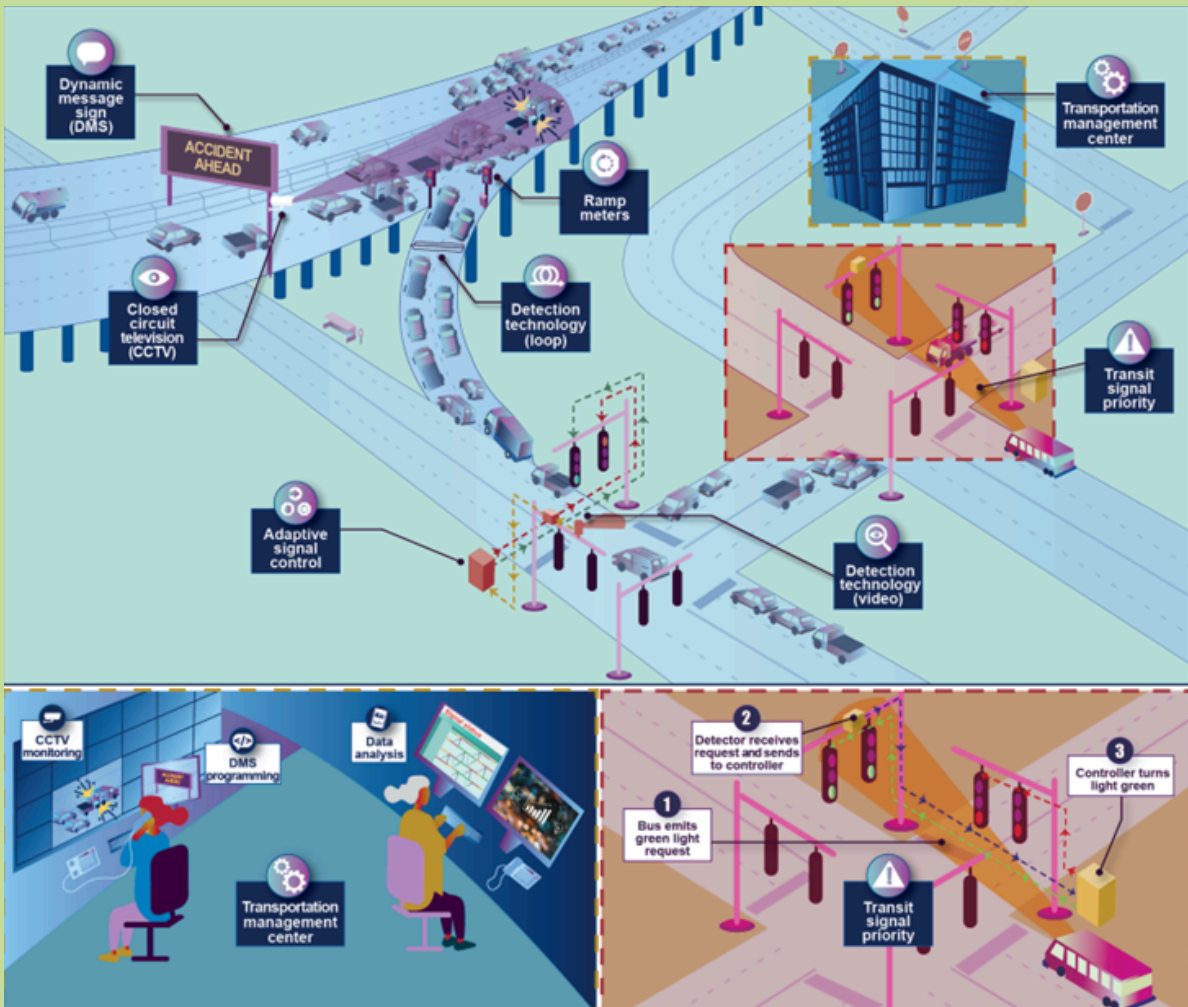 Dynamic
message
sign
(DMS)
ACCIDENT
AHEAD
Transportation
management
center
Ramp
meters
Closed
circuit
television
(CCTV)
Detection
technology
(loop)
Transit
signal
priority
Adaptive
signal
control
Detection
technology
(video)
CCTV
monitoring
DMS
programming
ACCIDENT
AHEAD
Data
analysis
Transportation
management
center
2
Detector receives
request and sends
to controller
3
Controller turns
light green
1
Bus emits
green light
request
Transit
signal
priority